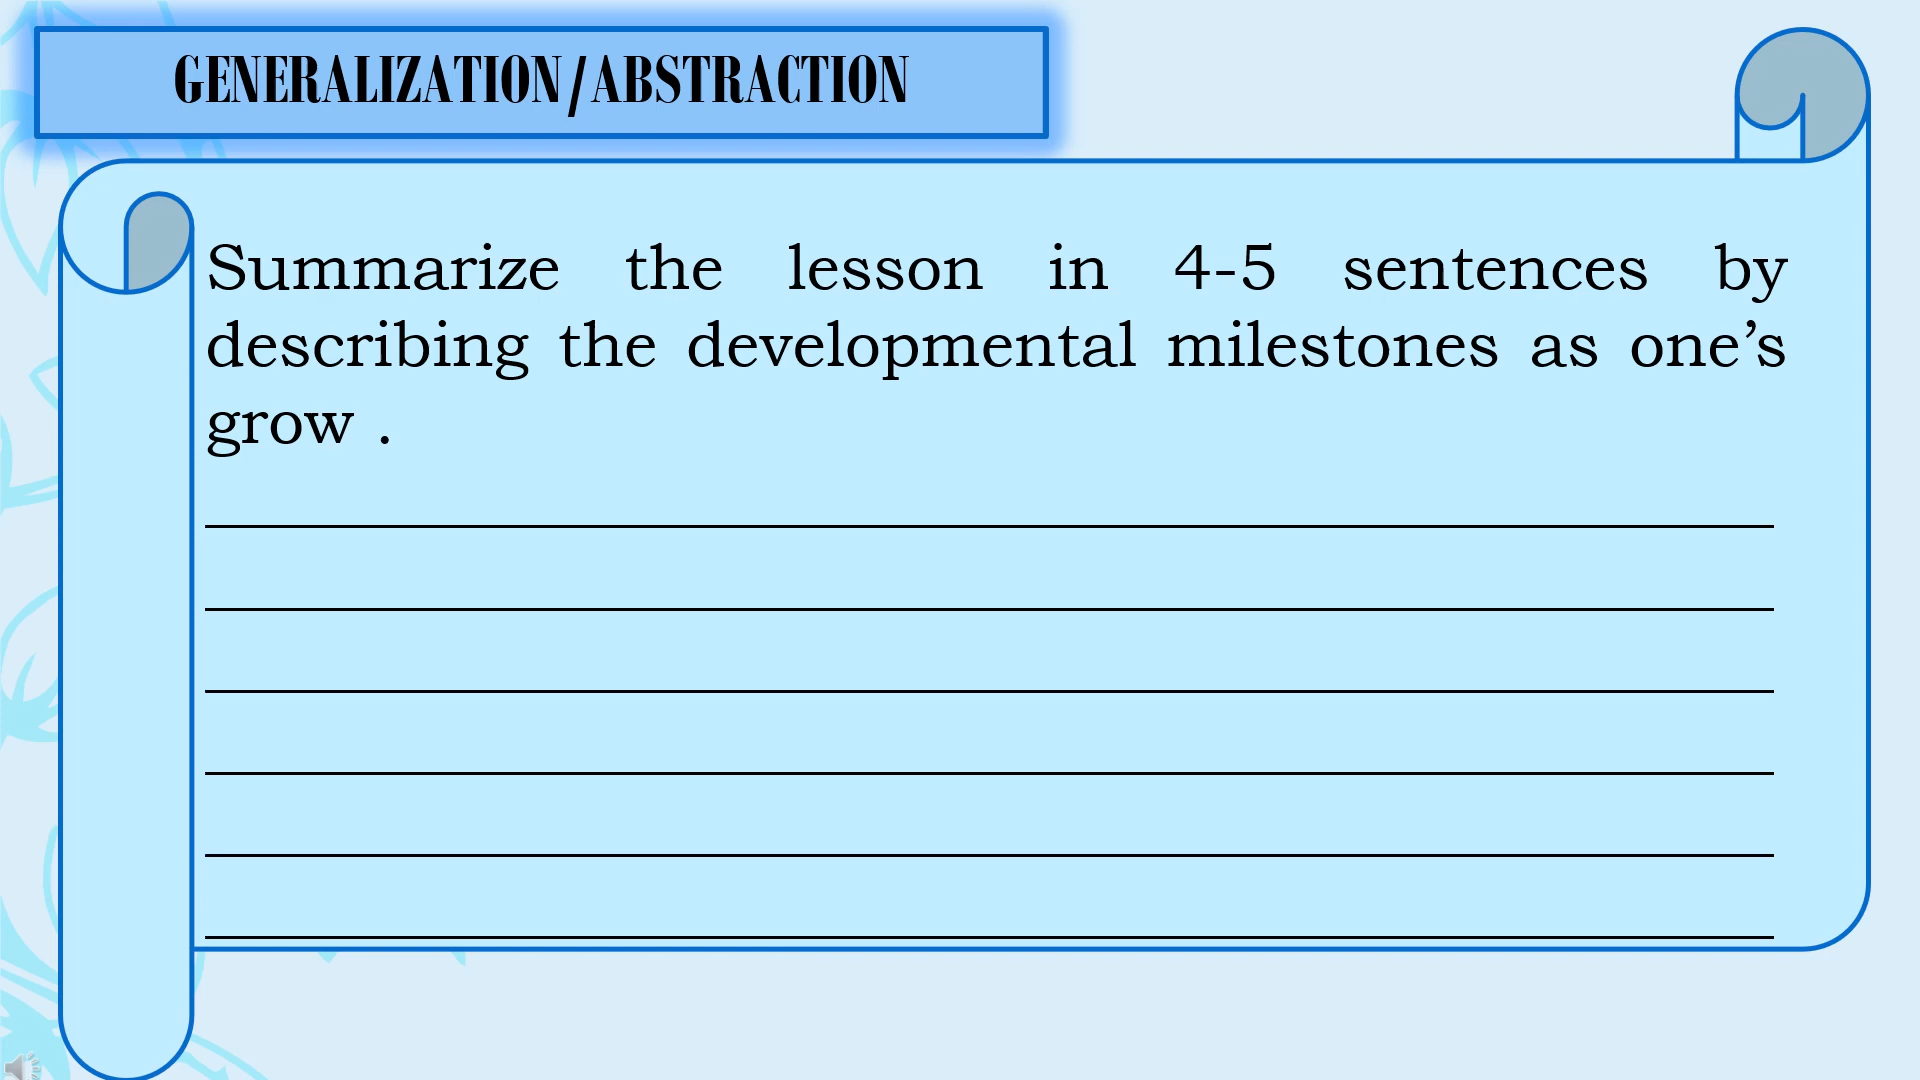 GENERALIZATION/ABSTRACTION
Summarize the lesson in 4-5 sentences by
describing the developmental milestones as one’s
grow .